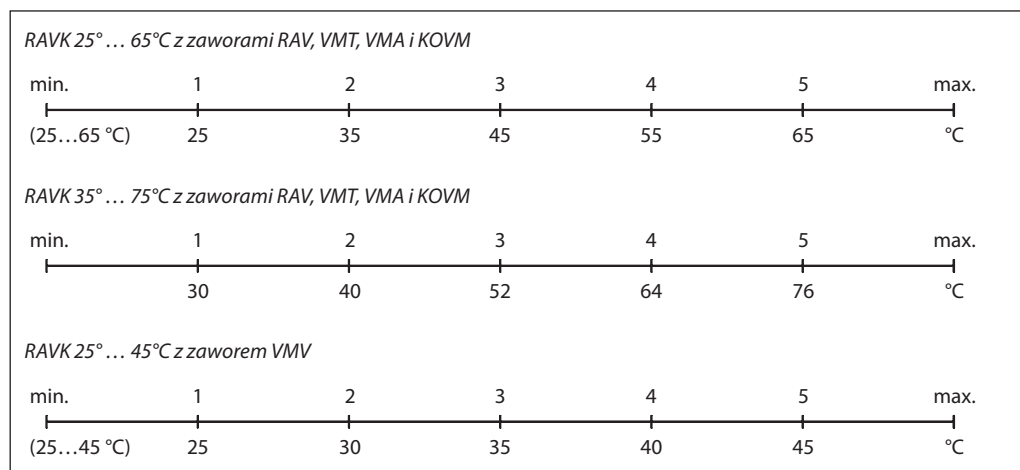 RAVK 25° … 65°C z zaworami RAV, VMT, VMA i KOVM
min. 1 2 3 4 5 max.
(25…65 °C) 25 35 45 55 65 °C
RAVK 35° … 75°C z zaworami RAV, VMT, VMA i KOVM
min. 1 2 3 4 5 max.
30 40 52 64 76 °C
RAVK 25° … 45°C z zaworem VMV
min. 1 2 3 4 5 max.
(25…45 °C) 25 30 35 40 45 °C